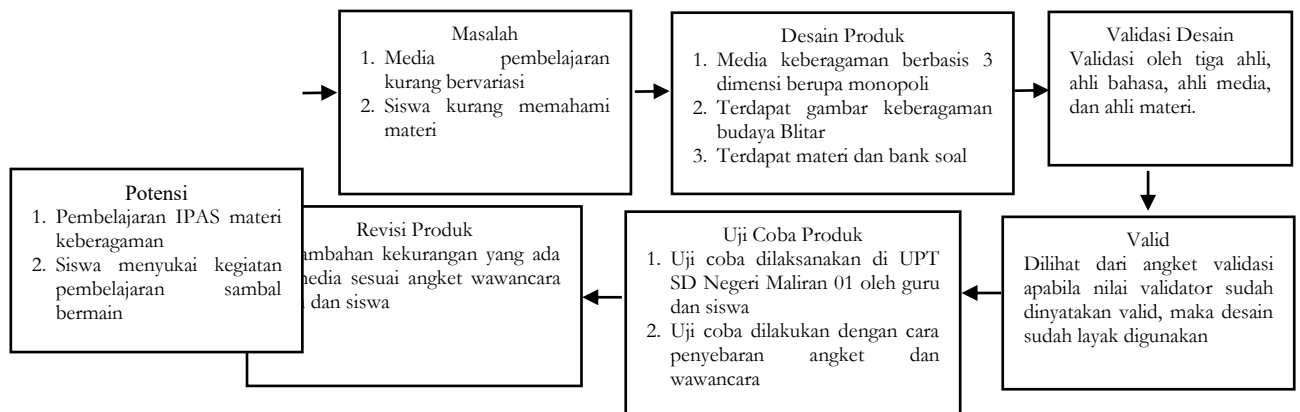 Potensi
1. Pembelajaran IPAS materi
keberagaman
2. Siswa menyukai kegiatan
pembelajaran sambal
bermain
Masalah
1. Media pembelajaran
kurang bervariasi
2. Siswa kurang memahami
materi
Desain Produk
1. Media keberagaman berbasis 3
dimensi berupa monopoli
2. Terdapat gambar keberagaman
budaya Blitar
3. Terdapat materi dan bank soal
Validasi Desain
Validasi oleh tiga ahli,
ahli bahasa, ahli media,
dan ahli materi.
Valid
Dilihat dari angket validasi
apabila nilai validator sudah
dinyatakan valid, maka desain
sudah layak digunakan
Uji Coba Produk
1. Uji coba dilaksanakan di UPT
SD Negeri Maliran 01 oleh guru
dan siswa
2. Uji coba dilakukan dengan cara
penyebaran angket dan
wawancara
Revisi Produk
kekurangan yang ada
sesuai angket wawancara
dan siswa